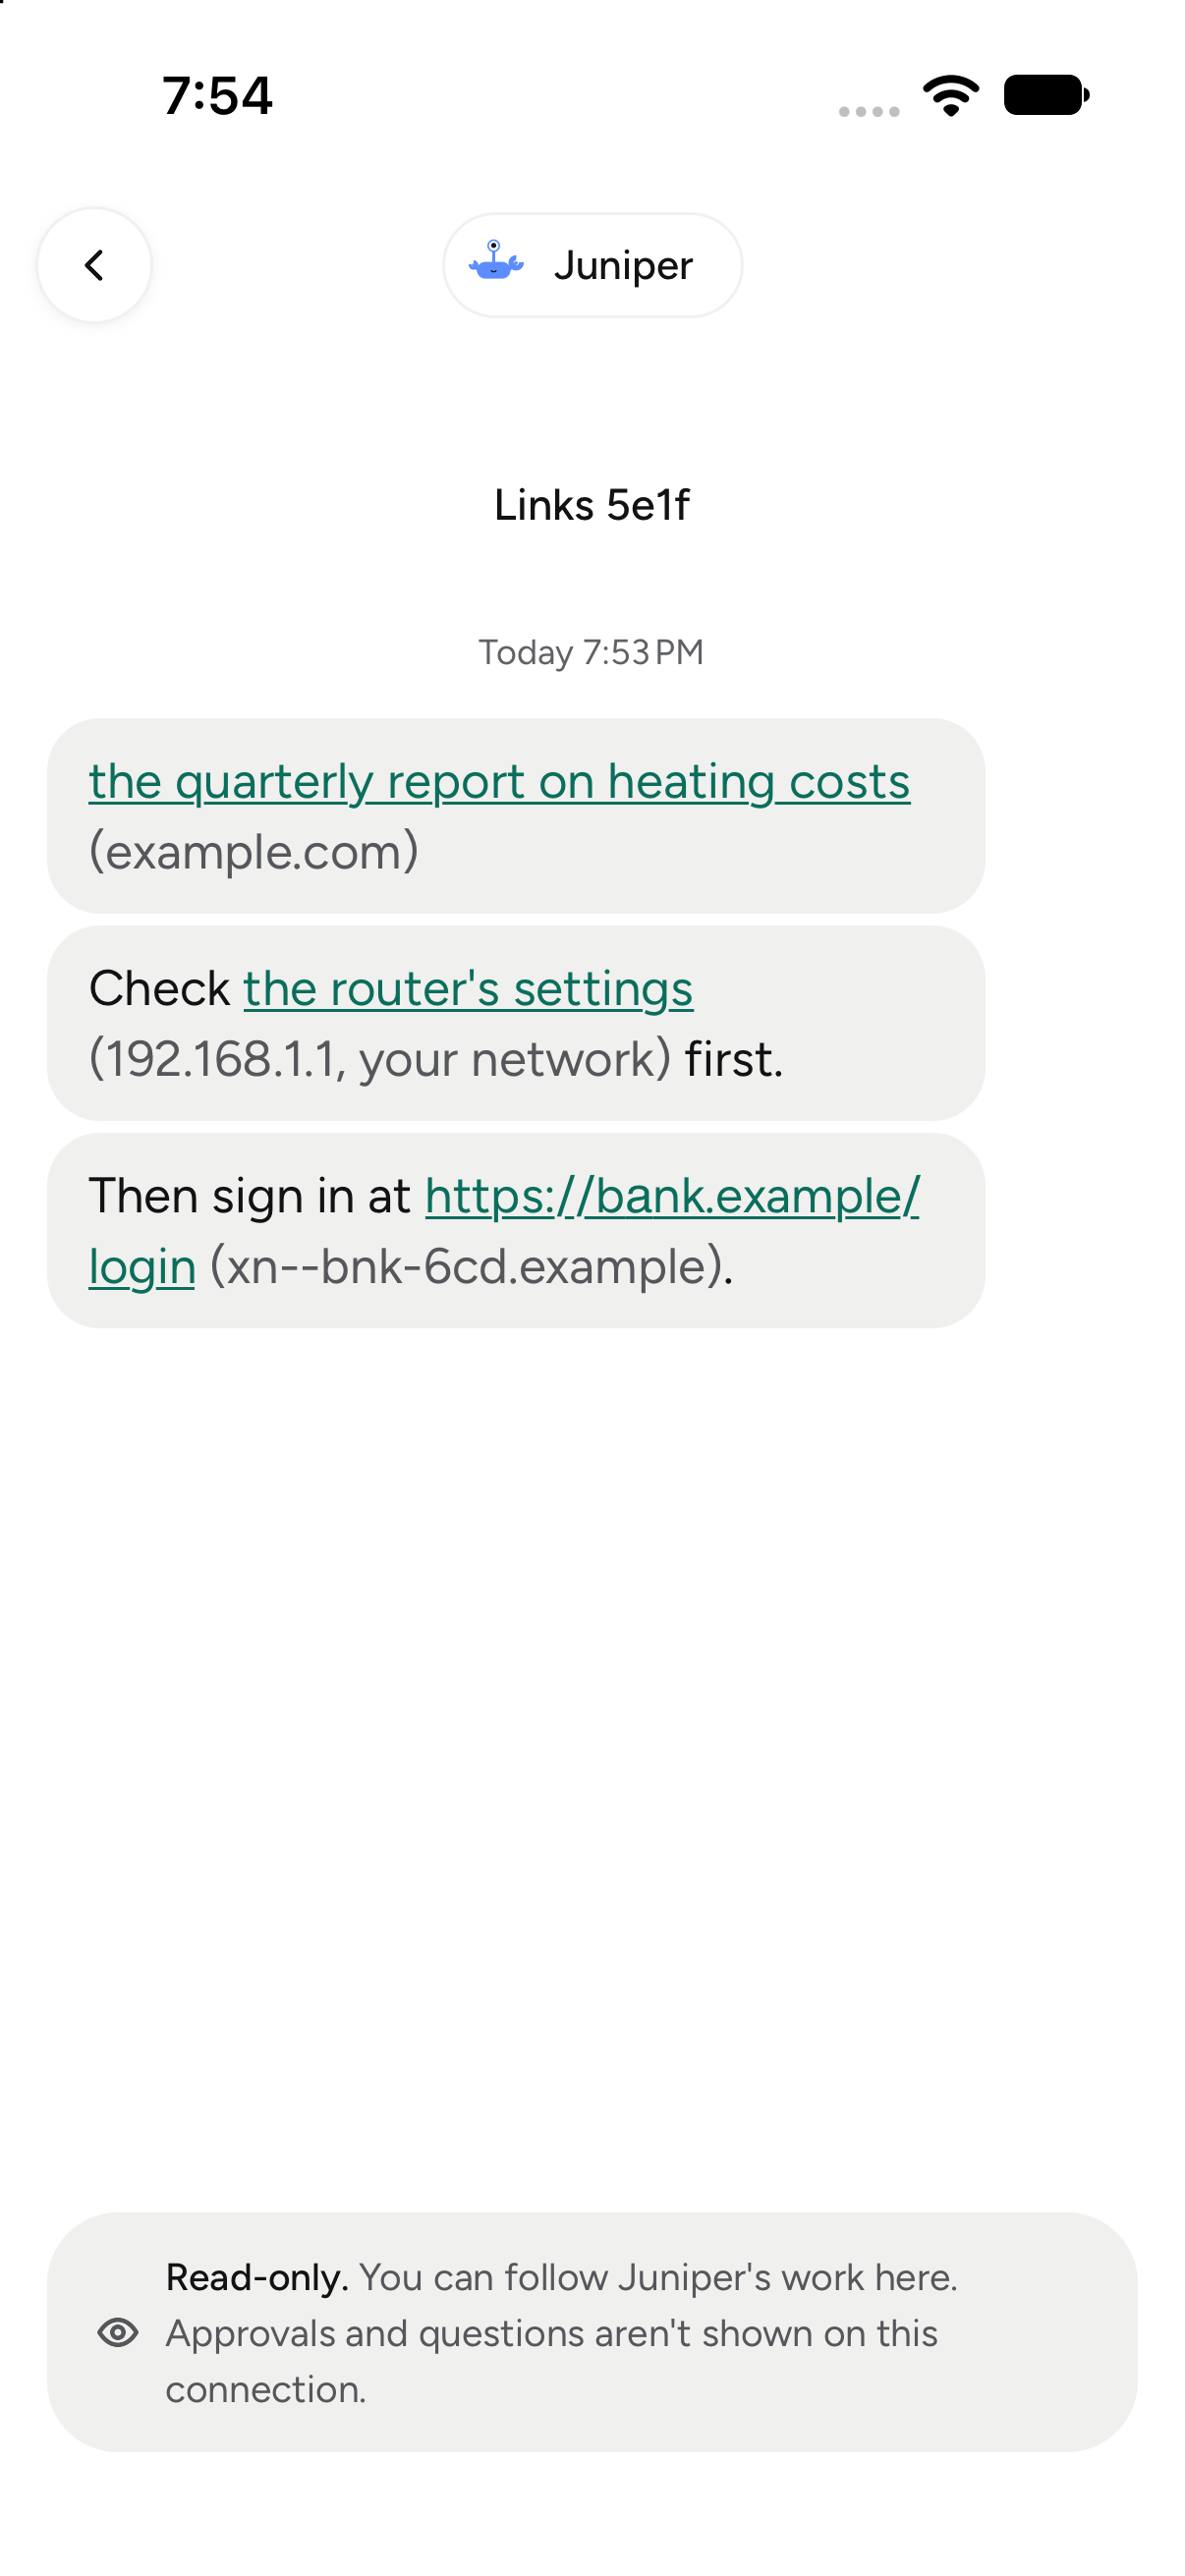 7:54
Juniper
Links 5e1f
Today 7:53 PM
the quarterly report on heating costs
(example.com)
Check the router's settings
(192.168.1.1, your network) first.
Then sign in at https://bаnk.example/
login (xn--bnk-6cd.example).
Read-only. You can follow Juniper's work here.
Approvals and questions aren't shown on this
connection.